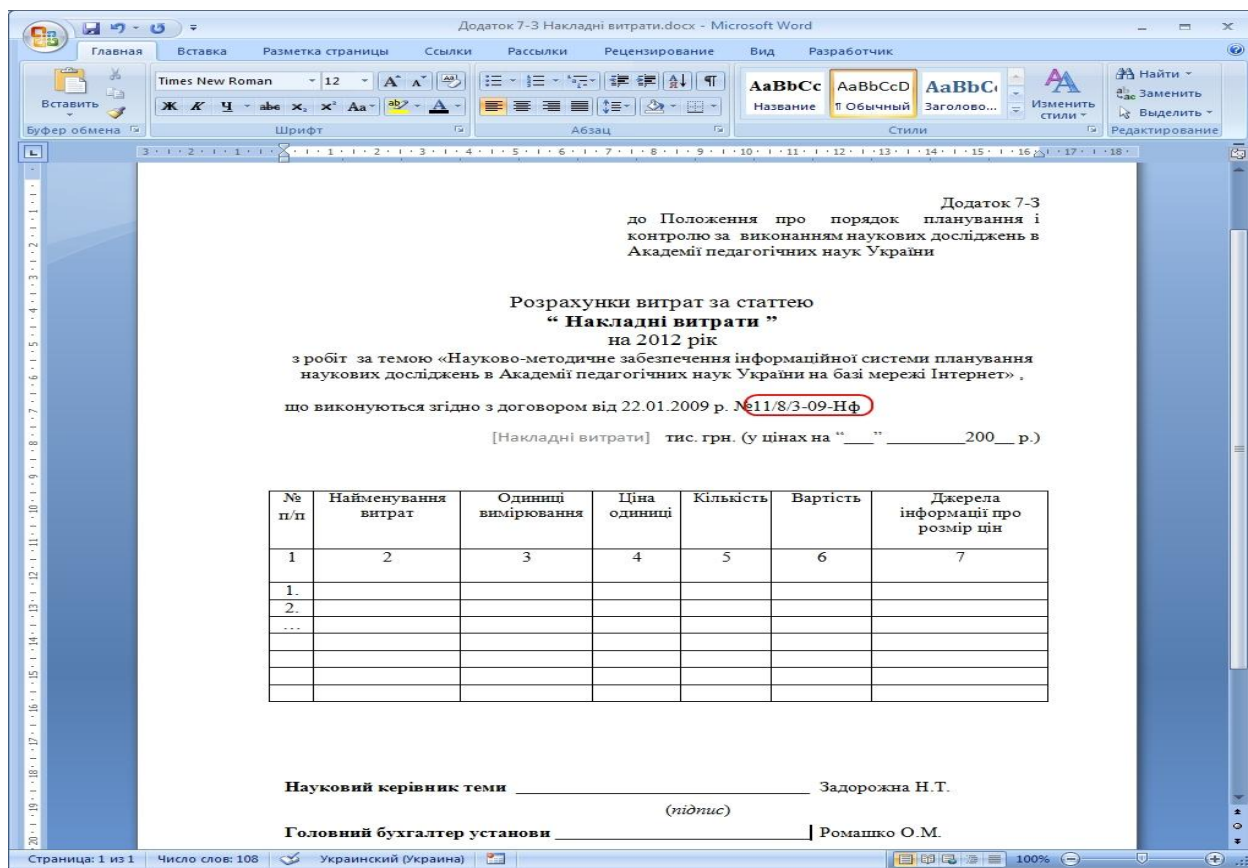 Додаток 7-3 Накладні витрати.docx - Microsoft Word
Главная Вставка Разметка страницы Ссылки Рассылки Рецензирование Вид Разработчик
Times New Roman 12
Вставить
Буфер обмена Шрифт Абзац Стили Редактирование
AaBbCc AaBbCcD AaBbC
Название ¶ Обычный Заголово...
Изменить стили
Найти
Заменить
Выделить
Додаток 7-3
до Положення про порядок планування і
контролю за виконанням наукових досліджень в
Академії педагогічних наук України
Розрахунки витрат за статтею
“ Накладні витрати ”
на 2012 рік
з робіт за темою «Науково-методичне забезпечення інформаційної системи планування
наукових досліджень в Академії педагогічних наук України на базі мережі Інтернет» ,
що виконуються згідно з договором від 22.01.2009 р. №11/8/3-09-Нф
[Накладні витрати] тис. грн. (у цінах на “___” _________200__ р.)
№ п/п Найменування витрат Одиниці вимірювання Ціна одиниці Кількість Вартість Джерела інформації про розмір цін
1 2 3 4 5 6 7
1.
2.
...
Науковий керівник теми ______________________________ Задорожна Н.Т.
(підпис)
Головний бухгалтер установи __________________________ Ромашко О.М.
Страница: 1 из 1 Число слов: 108 Украинский (Украина) 100%